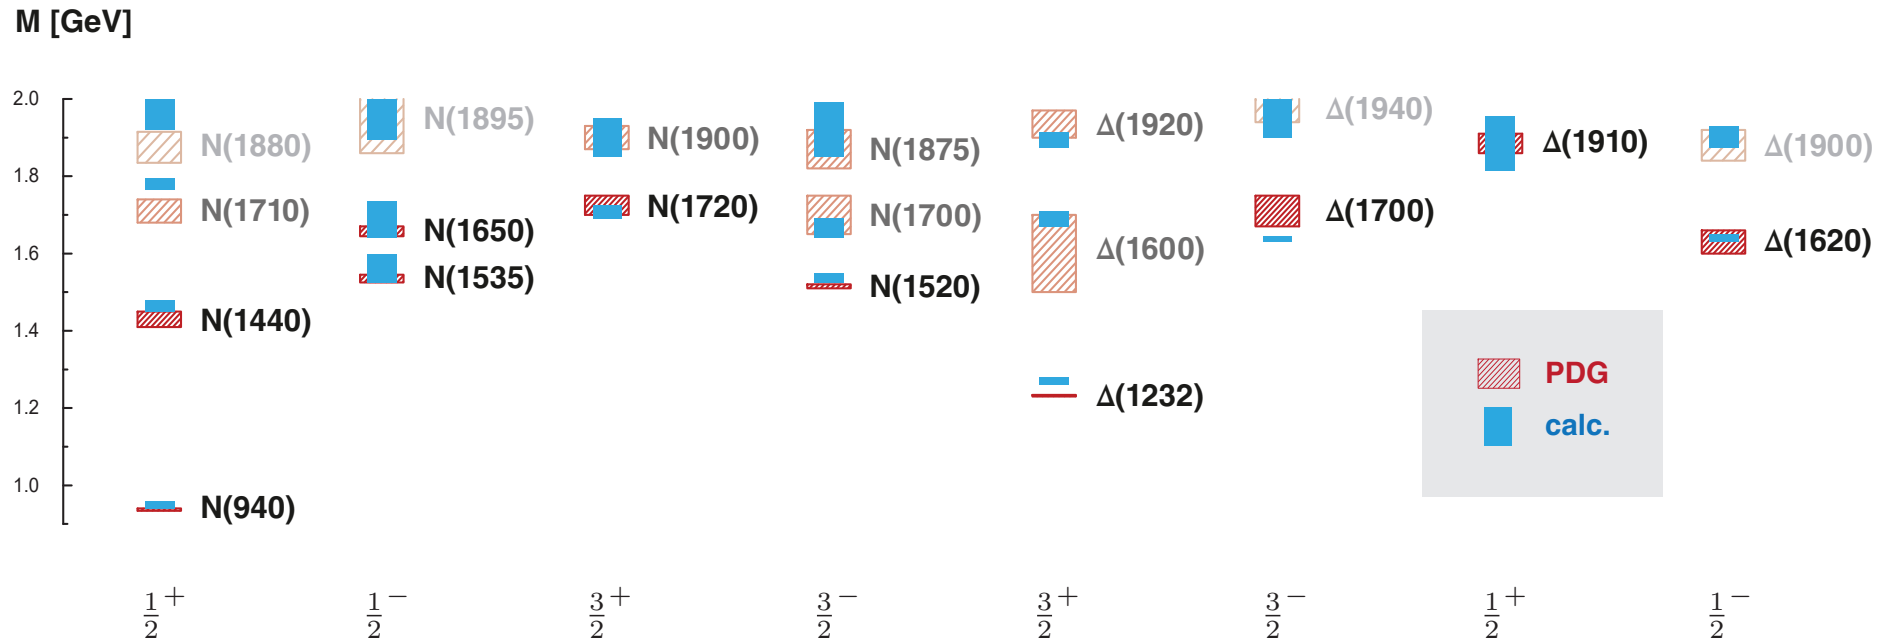 M [GeV]
2.0
N(1895)
Δ(1940)
Δ(1920)
N(1900)
Δ(1910)
N(1880)
N(1875)
Δ(1900)
1.8
N(1710)
N(1720)
N(1700)
Δ(1700)
N(1650)
Δ(1620)
1.6
Δ(1600)
N(1535)
N(1520)
1.4
N(1440)
PDG
1.2
Δ(1232)
calc.
1.0
N(940)
1/2+ 1/2− 3/2+ 3/2− 3/2+ 3/2− 1/2+ 1/2−